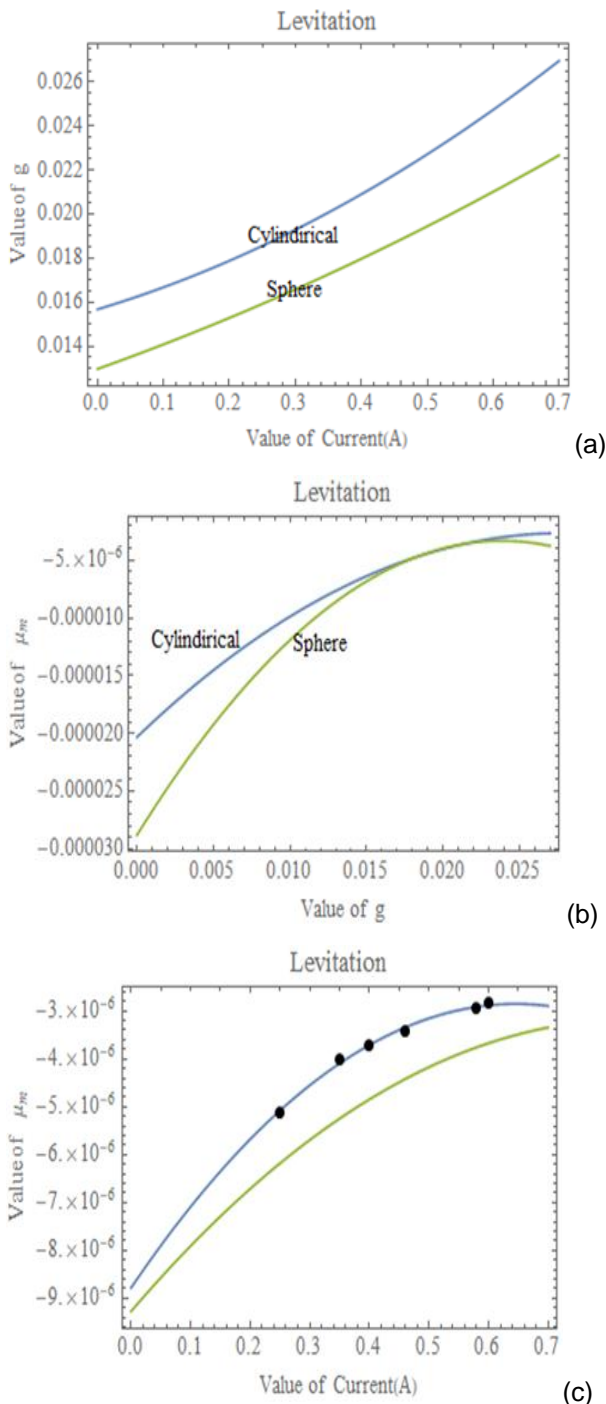 Levitation
0.026
0.024
0.022
0.020
0.018
0.016
0.014
Value of g
Cylindirical
Sphere
0.0 0.1 0.2 0.3 0.4 0.5 0.6 0.7
Value of Current(A)
(a)
Levitation
−5.×10⁻⁶
−0.000010
−0.000015
−0.000020
−0.000025
−0.000030
Value of μm
Cylindirical
Sphere
0.000 0.005 0.010 0.015 0.020 0.025
Value of g
(b)
Levitation
−3.×10⁻⁶
−4.×10⁻⁶
−5.×10⁻⁶
−6.×10⁻⁶
−7.×10⁻⁶
−8.×10⁻⁶
−9.×10⁻⁶
Value of μm
0.0 0.1 0.2 0.3 0.4 0.5 0.6 0.7
Value of Current(A)
(c)